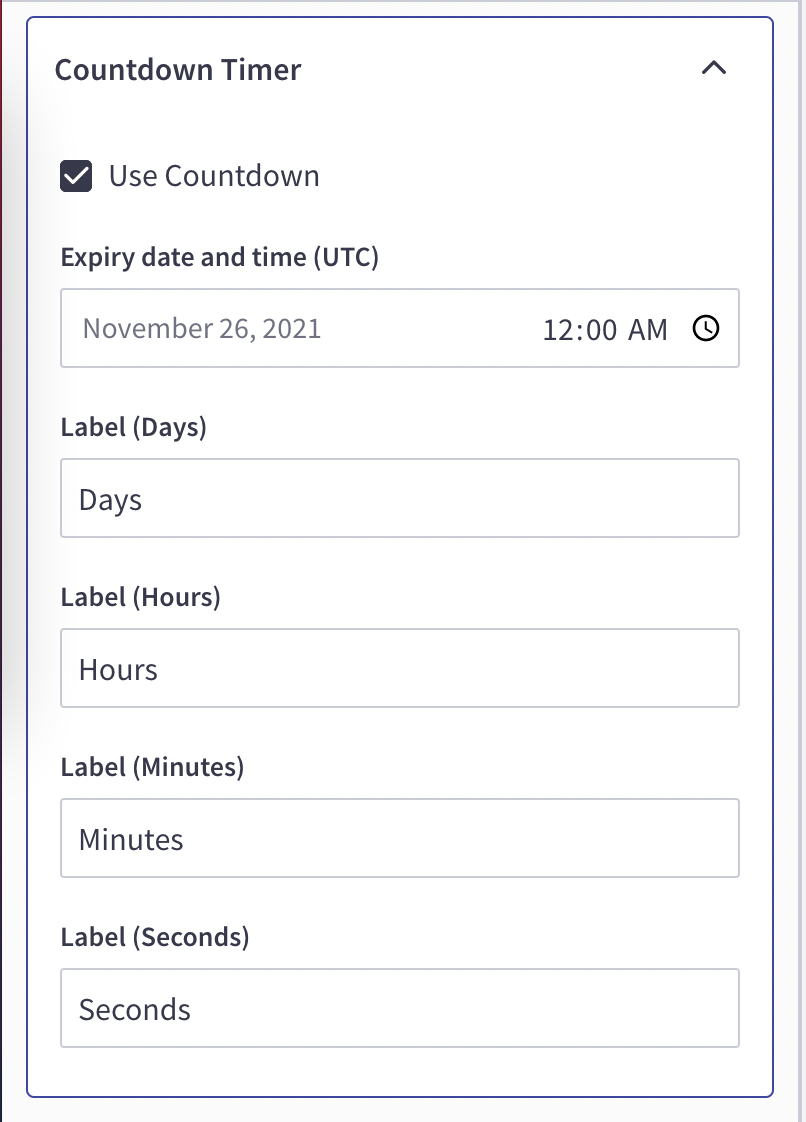 Countdown Timer
Use Countdown
Expiry date and time (UTC)
November 26, 2021 12:00 AM
Label (Days)
Days
Label (Hours)
Hours
Label (Minutes)
Minutes
Label (Seconds)
Seconds